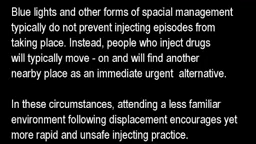 Blue lights and other forms of spacial management
typically do not prevent injecting episodes from
taking place. Instead, people who inject drugs
will typically move - on and will find another
nearby place as an immediate urgent alternative.

In these circumstances, attending a less familiar
environment following displacement encourages yet
more rapid and unsafe injecting practice.